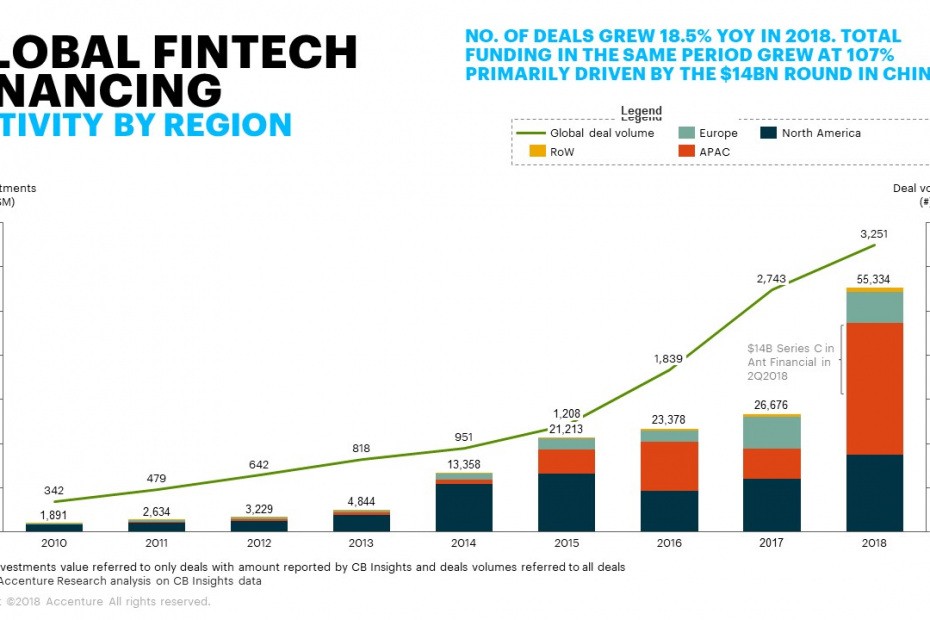 LOBAL FINTECH
NANCING
TIVITY BY REGION
NO. OF DEALS GREW 18.5% YOY IN 2018. TOTAL
FUNDING IN THE SAME PERIOD GREW AT 107%
PRIMARILY DRIVEN BY THE $14BN ROUND IN CHIN
Legend
Legend
Global deal volume
Europe
North America
RoW
APAC
tments
$M)
Deal vo
(#
3,251
2,743
55,334
$14B Series C in
Ant Financial in
2Q2018
1,839
1,208
26,676
23,378
21,213
951
818
13,358
642
479
342
4,844
3,229
2,634
1,891
2010 2011 2012 2013 2014 2015 2016 2017 2018
vestments value referred to only deals with amount reported by CB Insights and deals volumes referred to all deals
Accenture Research analysis on CB Insights data
©2018 Accenture All rights reserved.